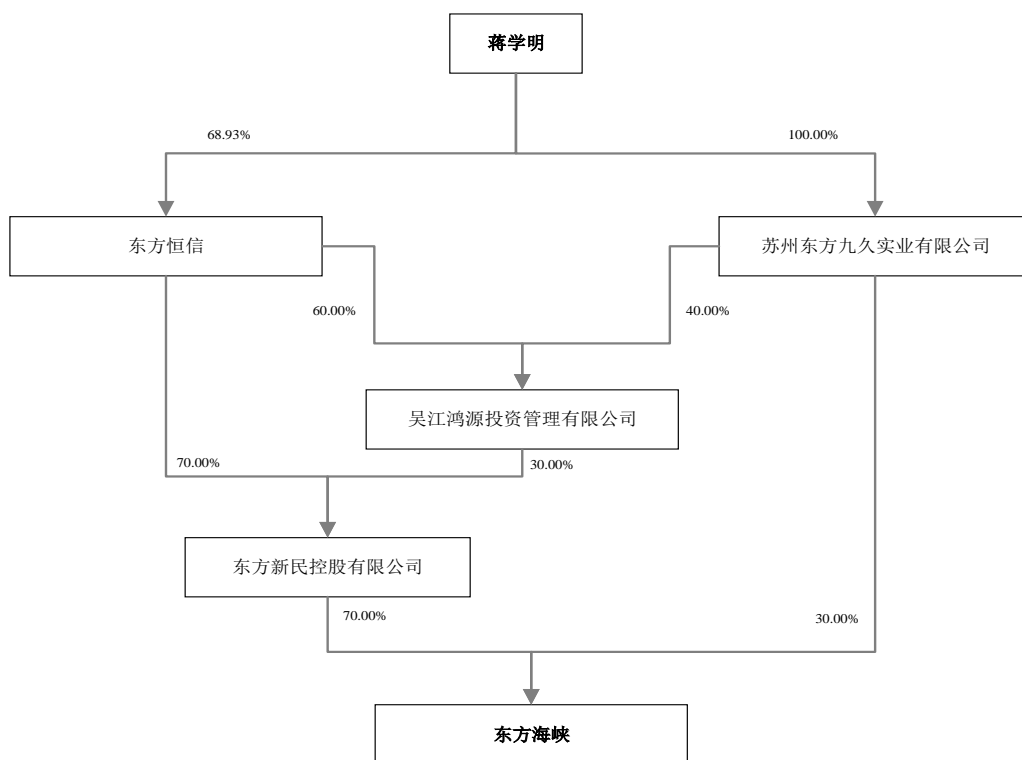 蒋学明
68.93%
100.00%
东方恒信
苏州东方九久实业有限公司
60.00%
40.00%
吴江鸿源投资管理有限公司
70.00%
30.00%
东方新民控股有限公司
70.00%
30.00%
东方海峡